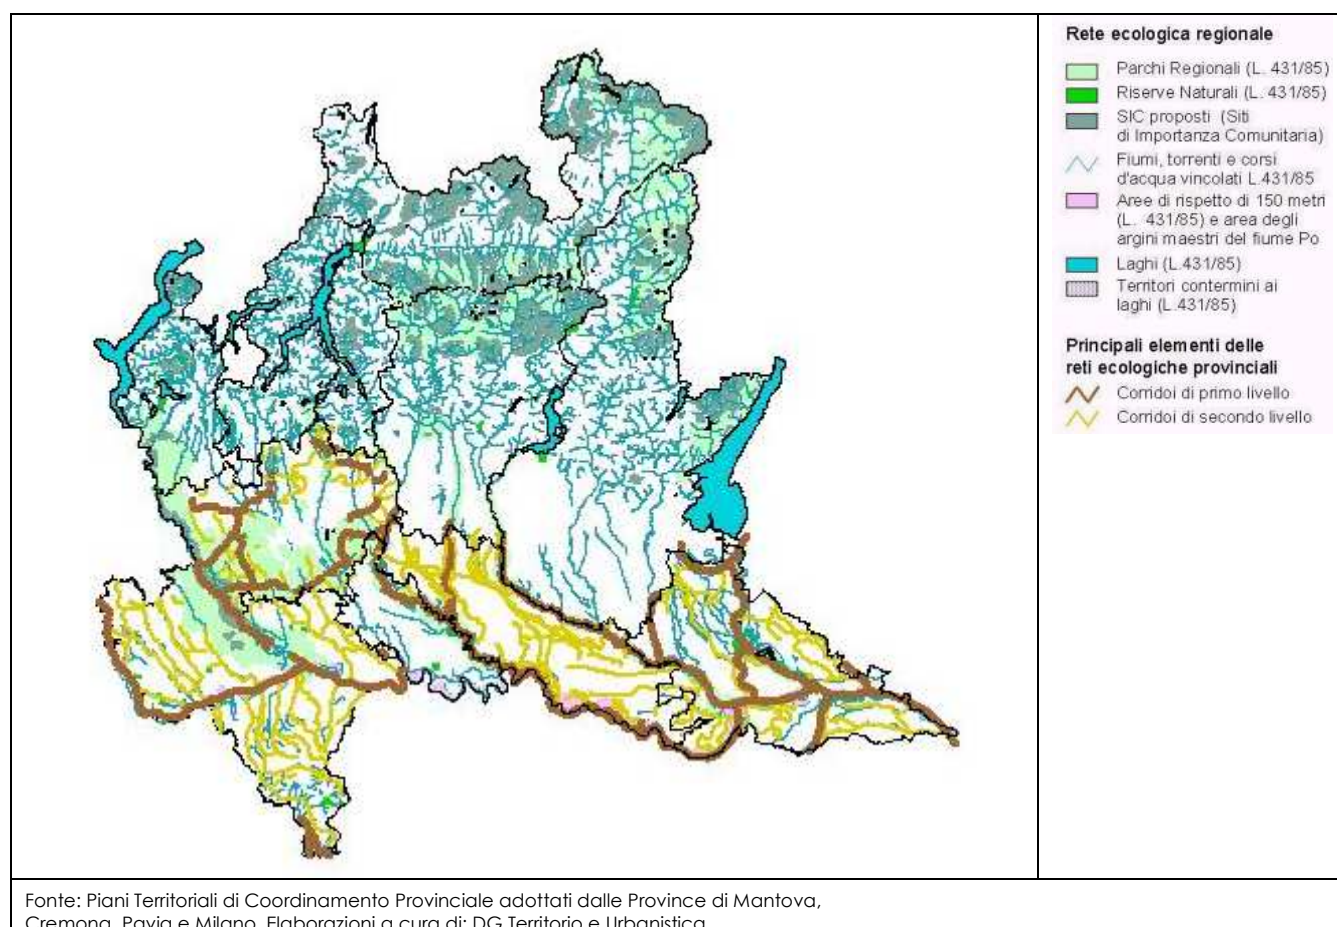 Rete ecologica regionale
Parchi Regionali (L. 431/85)
Riserve Naturali (L. 431/85)
SIC proposti (Siti
di Importanza Comunitaria)
Fiumi, torrenti e corsi
d'acqua vincolati L.431/85
Aree di rispetto di 150 metri
(L. 431/85) e area degli
argini maestri del fiume Po
Laghi (L.431/85)
Territori contermini ai
laghi (L.431/85)
Principali elementi delle
reti ecologiche provinciali
Corridoi di primo livello
Corridoi di secondo livello
Fonte: Piani Territoriali di Coordinamento Provinciale adottati dalle Province di Mantova,
Cremona, Pavia e Milano. Elaborazioni a cura di: DG Territorio e Urbanistica